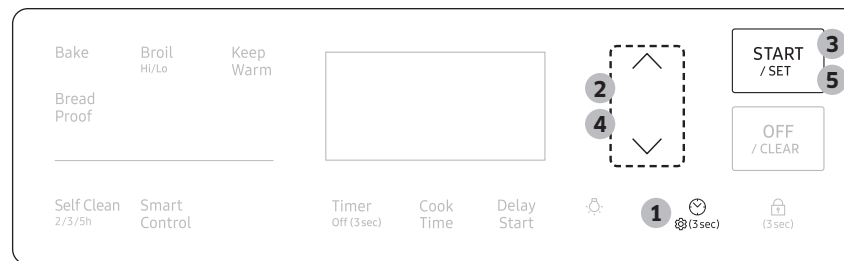 Bake
Broil
Hi/Lo
Keep
Warm
Bread
Proof
Self Clean
2/3/5h
Smart
Control
Timer
Off (3 sec)
Cook
Time
Delay
Start
2
4
1
(3 sec)
(3 sec)
START
/ SET
3
5
OFF
/ CLEAR